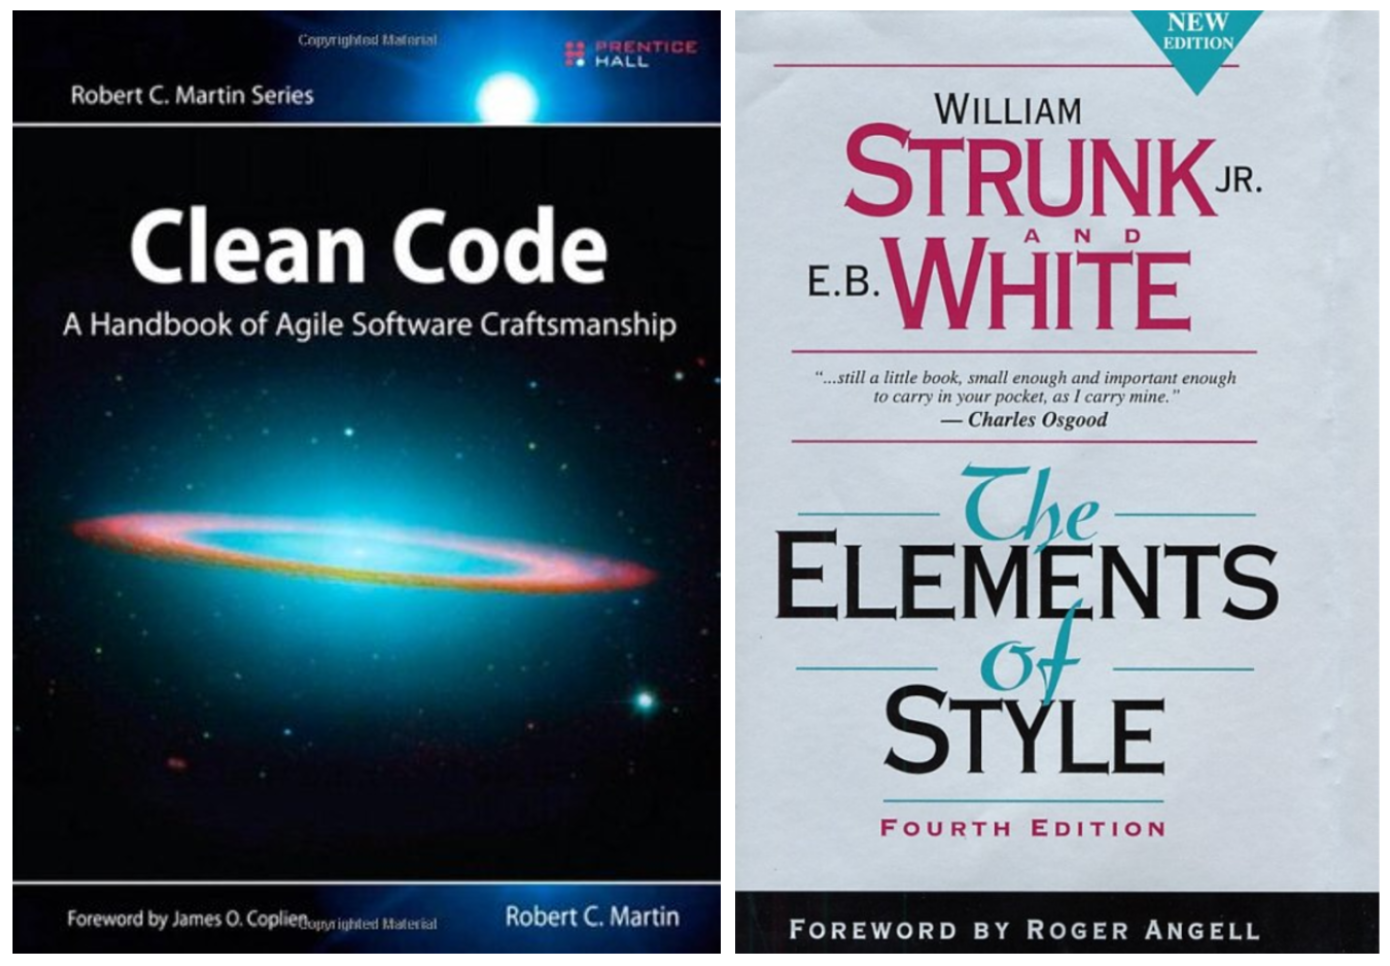 Copyrighted Material
PRENTICE
HALL
Robert C. Martin Series
Clean Code
A Handbook of Agile Software Craftsmanship
Foreword by James O. Coplien
Copyrighted Material
Robert C. Martin
NEW
EDITION
WILLIAM
STRUNK JR.
AND
E.B. WHITE
“...still a little book, small enough and important enough
to carry in your pocket, as I carry mine.”
— Charles Osgood
The
ELEMENTS
of
STYLE
FOURTH EDITION
FOREWORD BY ROGER ANGELL